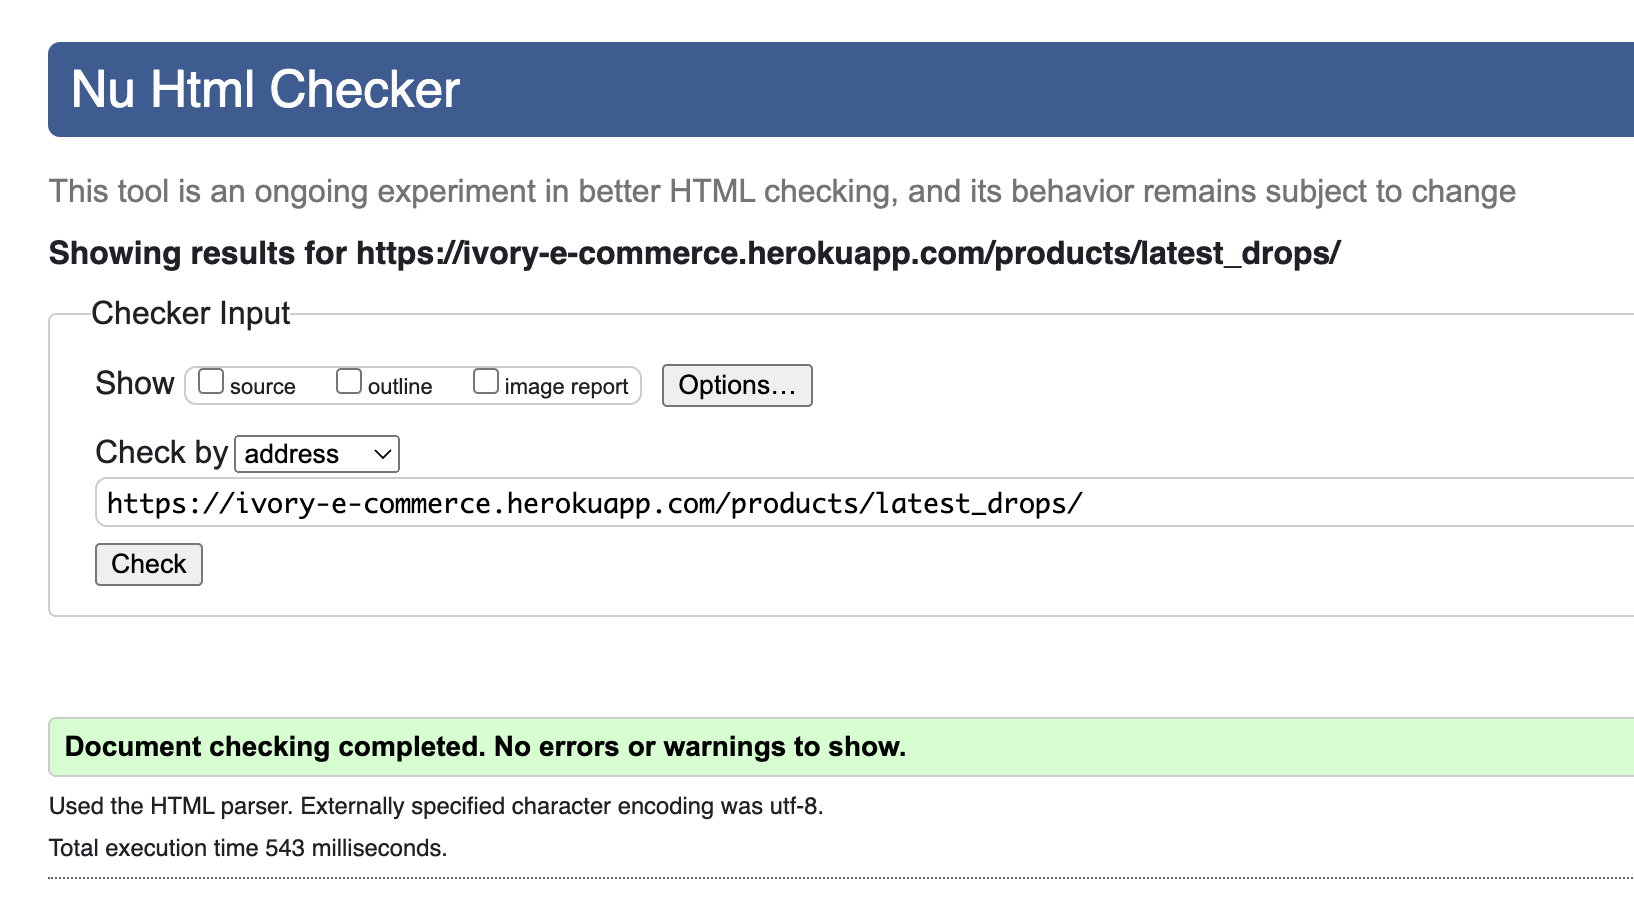 Nu Html Checker
This tool is an ongoing experiment in better HTML checking, and its behavior remains subject to change
Showing results for https://ivory-e-commerce.herokuapp.com/products/latest_drops/
Checker Input
Show source outline image report Options...
Check by address
https://ivory-e-commerce.herokuapp.com/products/latest_drops/
Check
Document checking completed. No errors or warnings to show.
Used the HTML parser. Externally specified character encoding was utf-8.
Total execution time 543 milliseconds.